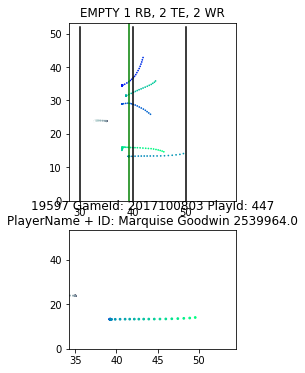 EMPTY 1 RB, 2 TE, 2 WR
50
40
30
20
10
0
30 40 50
19597 GameId: 2017100803 PlayId: 447
PlayerName + ID: Marquise Goodwin 2539964.0
40
20
0
35 40 45 50